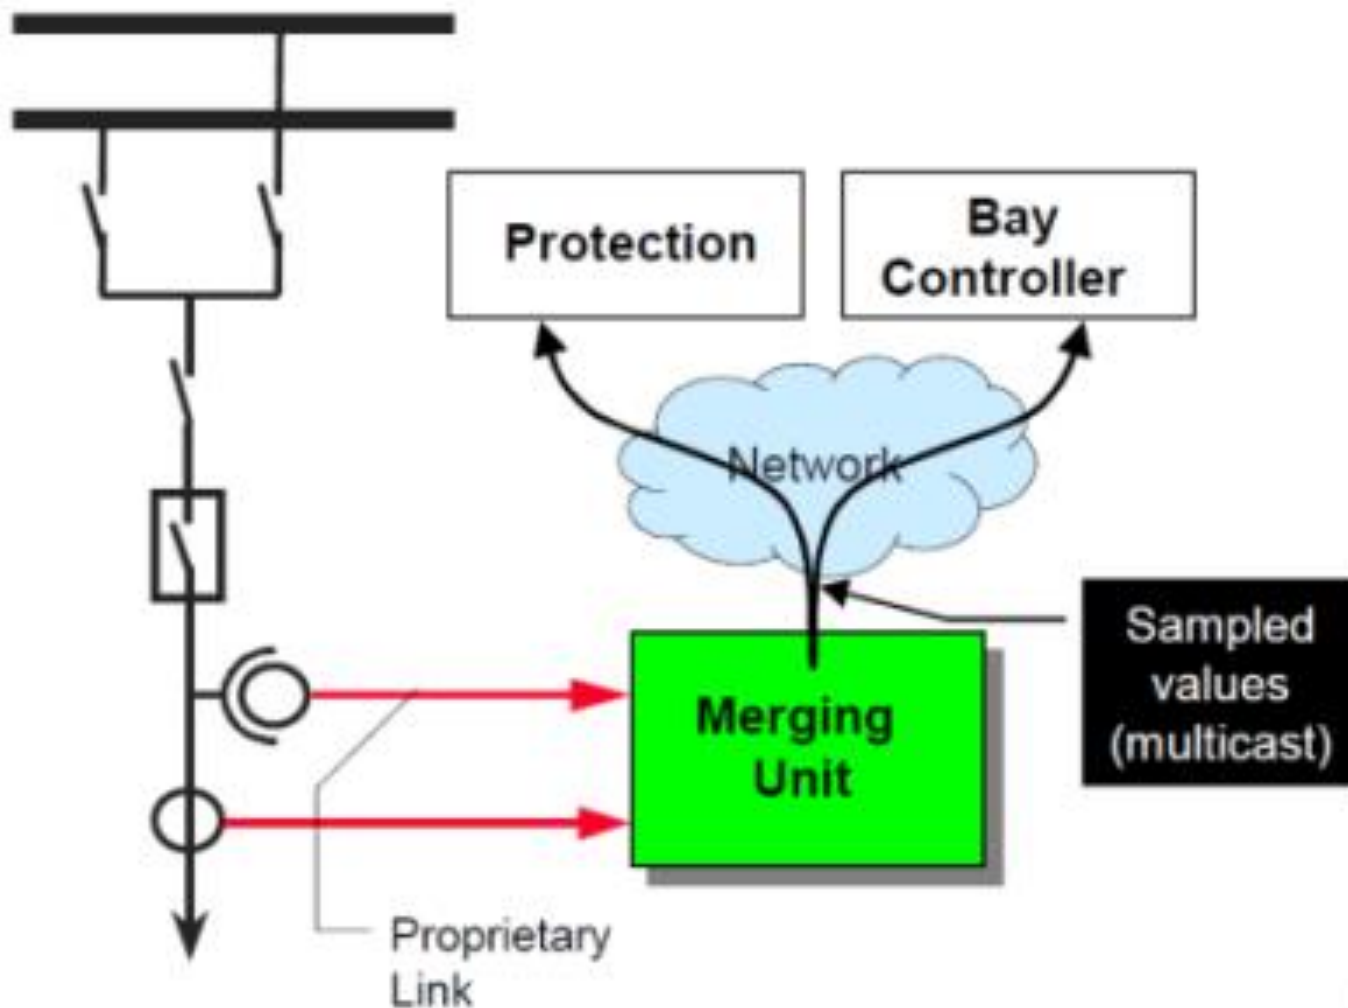 Protection
Bay
Controller
Network
Sampled
values
(multicast)
Merging
Unit
Proprietary
Link